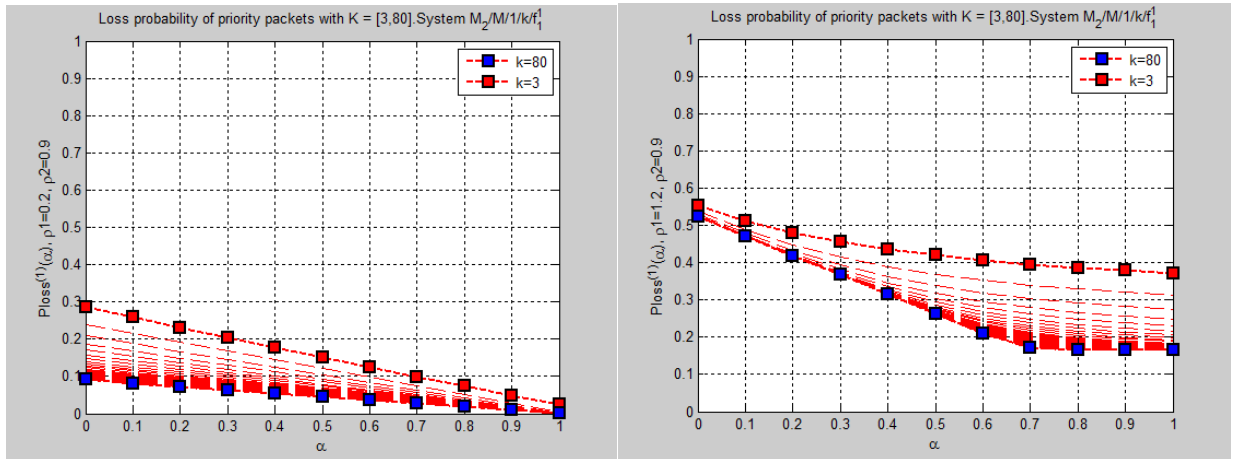 Loss probability of priority packets with K = [3,80].System M2/M/1/k/f1^1
1
0.9
0.8
0.7
0.6
0.5
0.4
0.3
0.2
0.1
0
Ploss^(1)(α), ρ1=0.2, ρ2=0.9
k=80
k=3
0 0.1 0.2 0.3 0.4 0.5 0.6 0.7 0.8 0.9 1
α
Loss probability of priority packets with K = [3,80].System M2/M/1/k/f1^1
1
0.9
0.8
0.7
0.6
0.5
0.4
0.3
0.2
0.1
0
Ploss^(1)(α), ρ1=1.2, ρ2=0.9
k=80
k=3
0 0.1 0.2 0.3 0.4 0.5 0.6 0.7 0.8 0.9 1
α